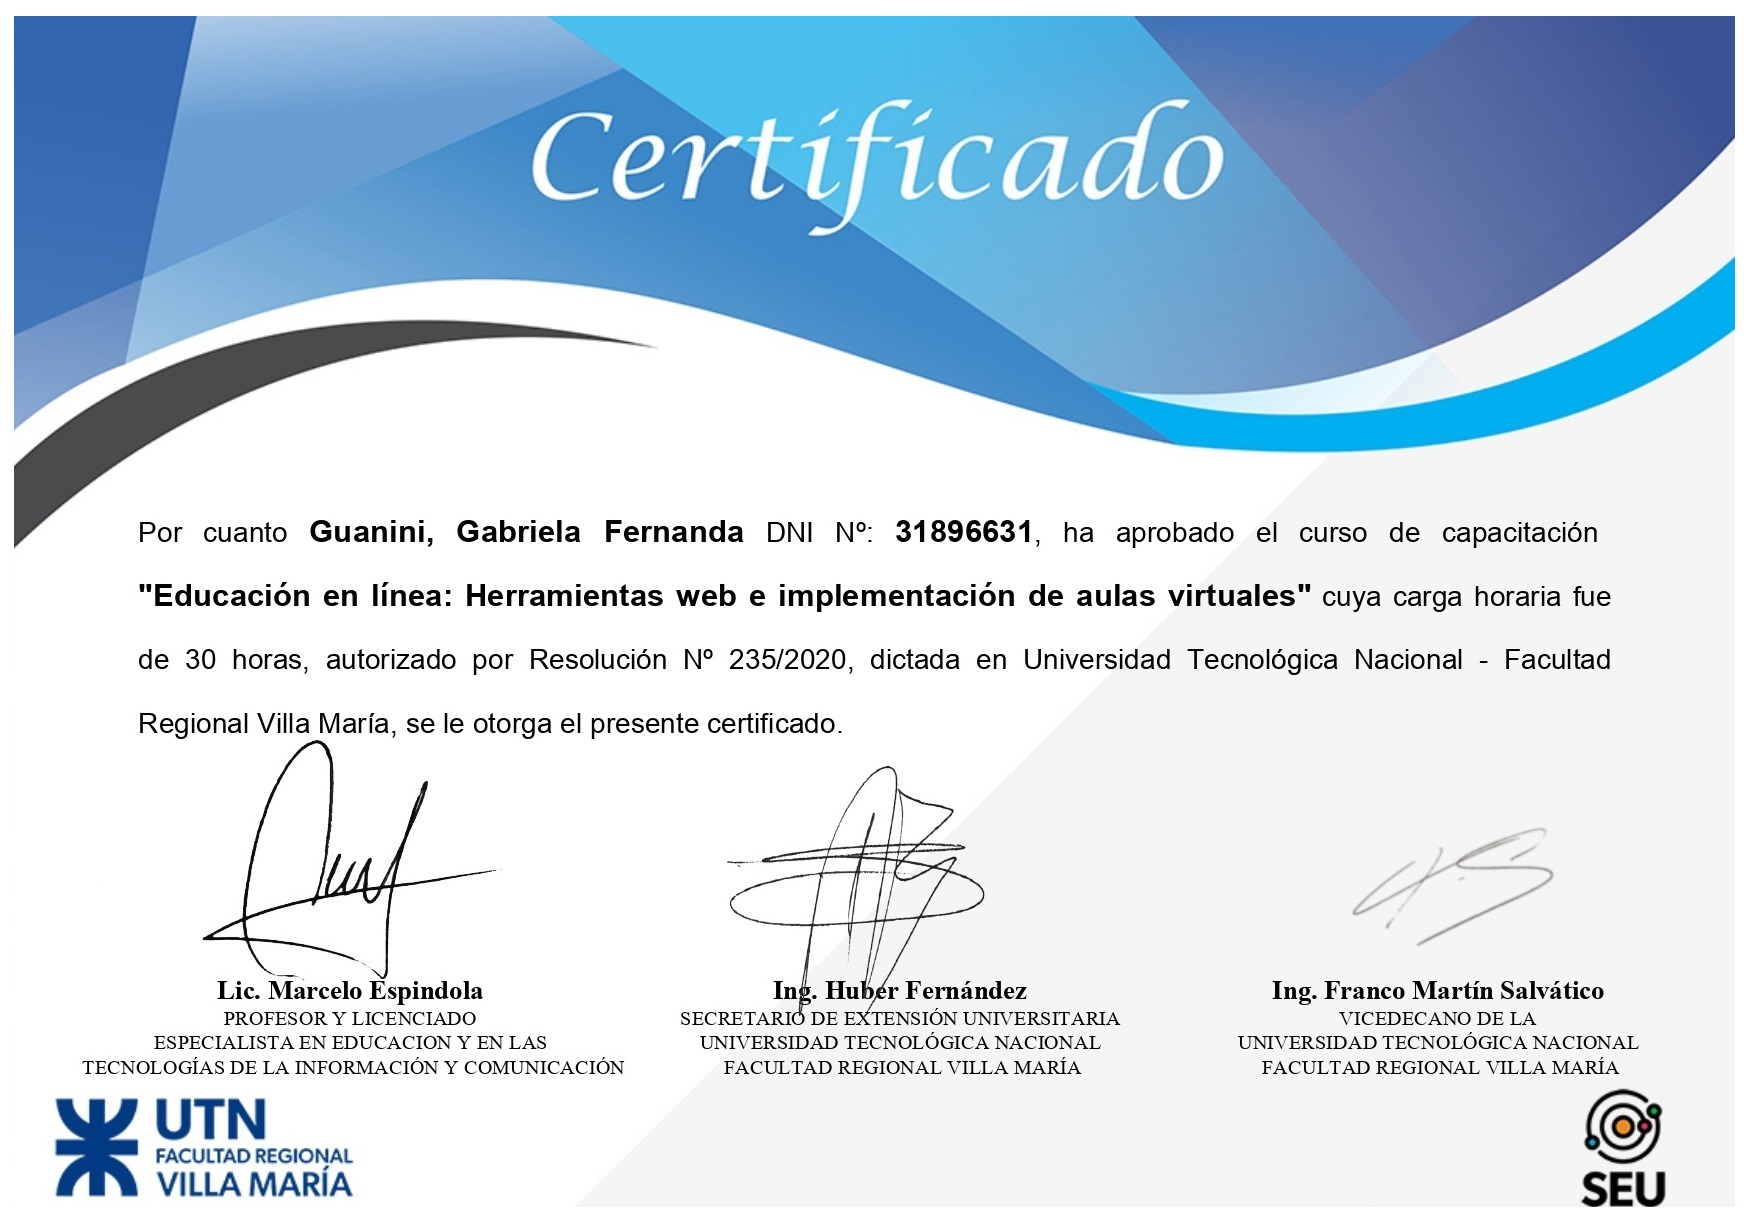 Certificado
Por cuanto Guanini, Gabriela Fernanda DNI Nº: 31896631, ha aprobado el curso de capacitación
"Educación en línea: Herramientas web e implementación de aulas virtuales" cuya carga horaria fue
de 30 horas, autorizado por Resolución Nº 235/2020, dictada en Universidad Tecnológica Nacional - Facultad
Regional Villa María, se le otorga el presente certificado.
Lic. Marcelo Espindola
PROFESOR Y LICENCIADO
ESPECIALISTA EN EDUCACION Y EN LAS
TECNOLOGÍAS DE LA INFORMACIÓN Y COMUNICACIÓN
Ing. Huber Fernández
SECRETARIO DE EXTENSIÓN UNIVERSITARIA
UNIVERSIDAD TECNOLÓGICA NACIONAL
FACULTAD REGIONAL VILLA MARÍA
Ing. Franco Martín Salvático
VICEDECANO DE LA
UNIVERSIDAD TECNOLÓGICA NACIONAL
FACULTAD REGIONAL VILLA MARÍA
UTN
FACULTAD REGIONAL
VILLA MARÍA
SEU